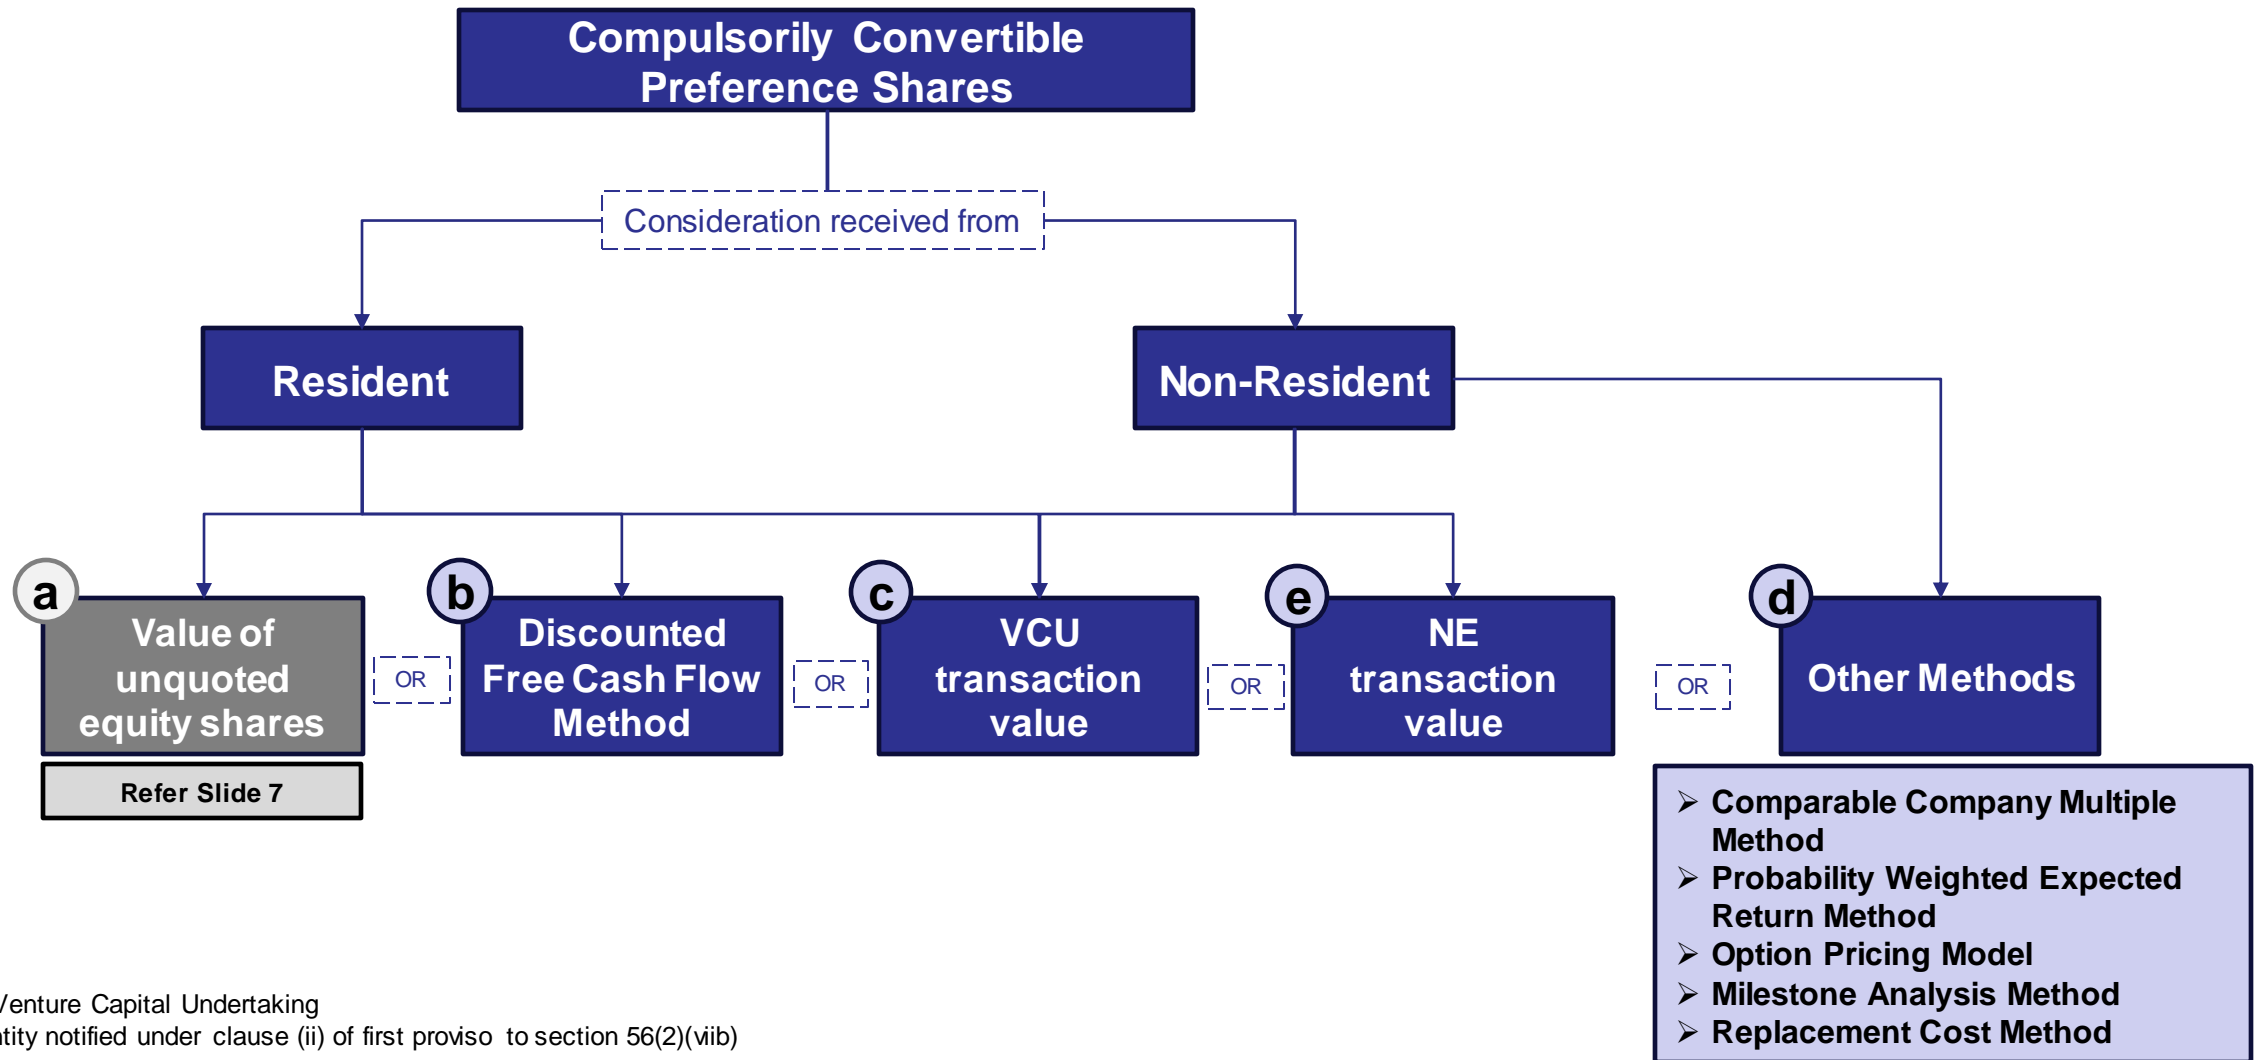 Compulsorily Convertible
Preference Shares
Consideration received from
Resident
Non-Resident
a
Value of
unquoted
equity shares
Refer Slide 7
OR
b
Discounted
Free Cash Flow
Method
OR
c
VCU
transaction
value
OR
e
NE
transaction
value
OR
d
Other Methods
➢ Comparable Company Multiple
Method
➢ Probability Weighted Expected
Return Method
➢ Option Pricing Model
➢ Milestone Analysis Method
➢ Replacement Cost Method
Venture Capital Undertaking
notified under clause (ii) of first proviso to section 56(2)(viib)